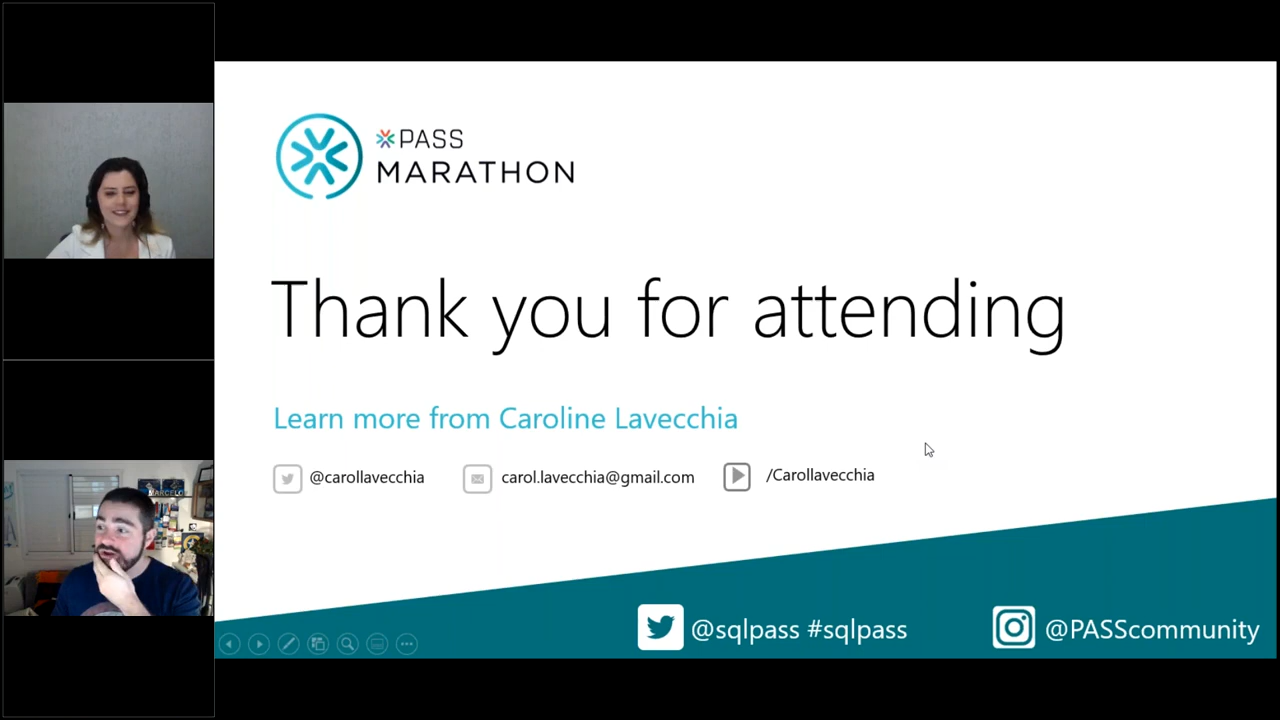 PASS
MARATHON
Thank you for attending
Learn more from Caroline Lavecchia
@carollavecchia carol.lavecchia@gmail.com /Carollavecchia
@sqlpass #sqlpass @PASScommunity
MARCELO